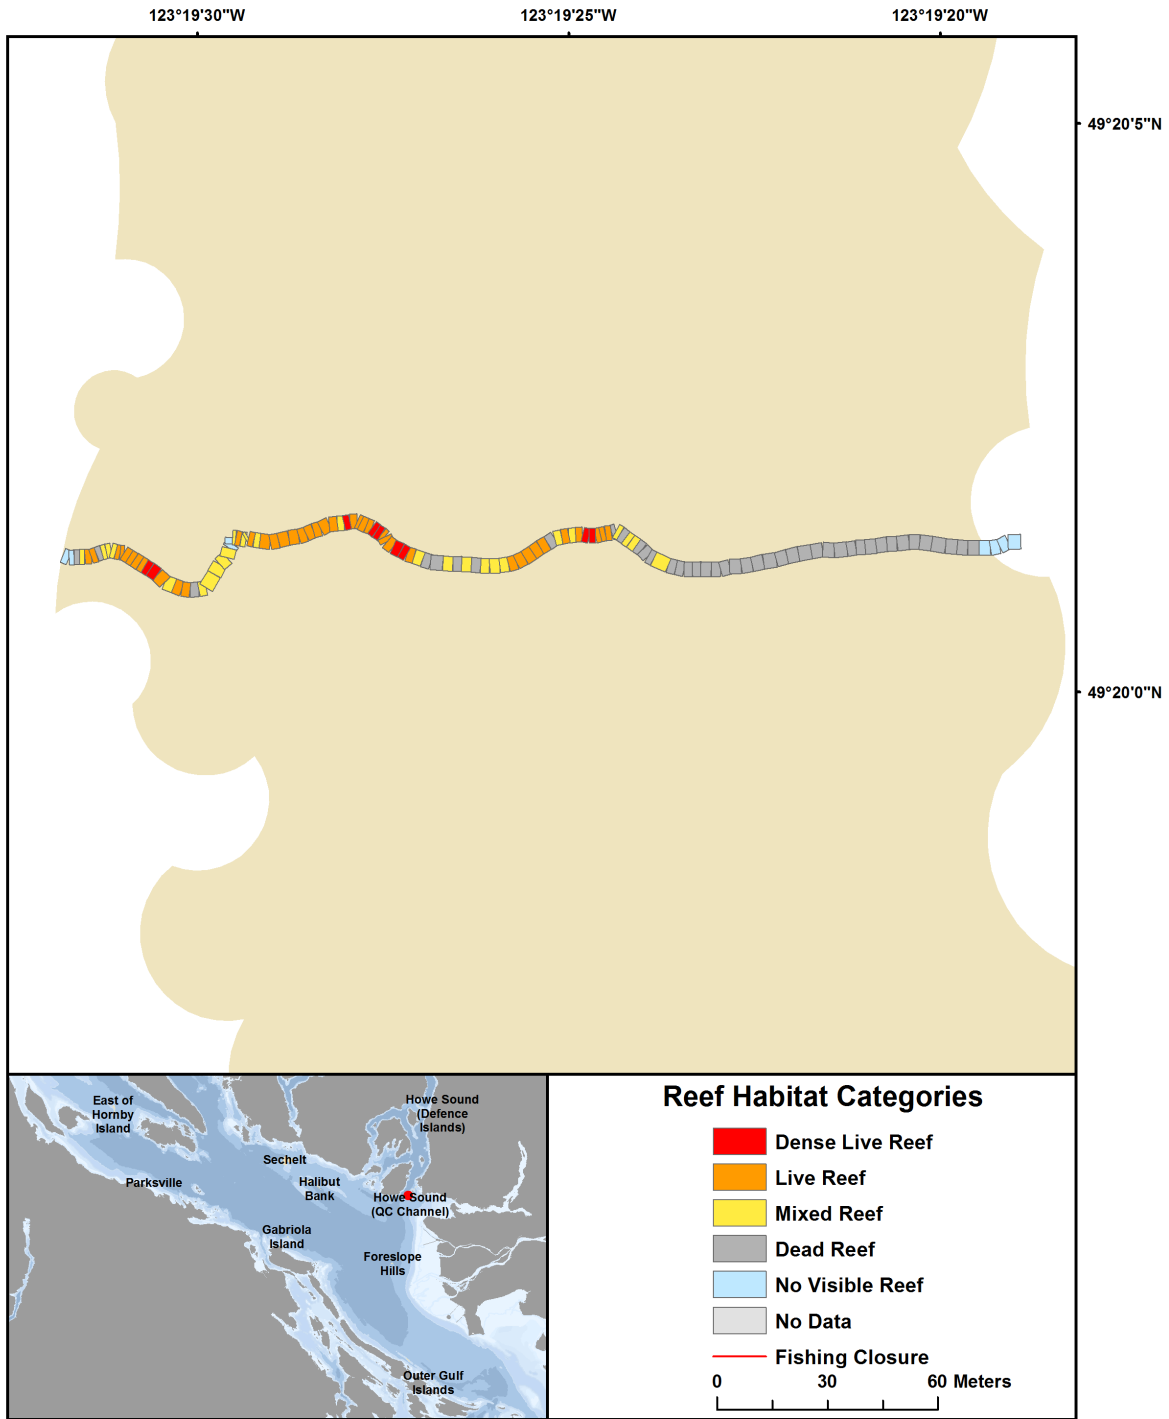 123°19'30"W
123°19'25"W
123°19'20"W
49°20'5"N
49°20'0"N
East of
Hornby
Island
Howe Sound
(Defence
Islands)
Sechelt
Parksville
Halibut
Bank
Howe Sound
(QC Channel)
Gabriola
Island
Foreslope
Hills
Outer Gulf
Islands
Reef Habitat Categories
Dense Live Reef
Live Reef
Mixed Reef
Dead Reef
No Visible Reef
No Data
Fishing Closure
0 30 60 Meters